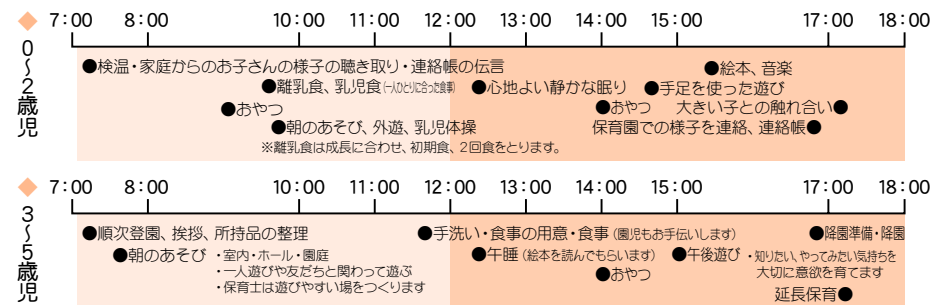 ◆ 7:00 8:00 10:00 11:00 12:00 13:00 14:00 15:00 17:00 18:00
0〜2歳児
●検温・家庭からのお子さんの様子の聴き取り・連絡帳の伝言 ●絵本、音楽
●離乳食、乳児食(一人ひとりに合った食事) ●心地よい静かな眠り ●手足を使った遊び
●おやつ ●おやつ 大きい子との触れ合い●
●朝のあそび、外遊、乳児体操 保育園での様子を連絡、連絡帳●
※離乳食は成長に合わせ、初期食、2回食をとります。
◆ 7:00 8:00 10:00 11:00 12:00 13:00 14:00 15:00 17:00 18:00
3〜5歳児
●順次登園、挨拶、所持品の整理 ●手洗い・食事の用意・食事(園児もお手伝いします) ●降園準備・降園
●朝のあそび ・室内・ホール・園庭 ●午睡(絵本を読んでもらいます) ●午後遊び ・知りたい、やってみたい気持ちを
・一人遊びや友だちと関わって遊ぶ ●おやつ 大切に意欲を育てます
・保育士は遊びやすい場をつくります 延長保育●